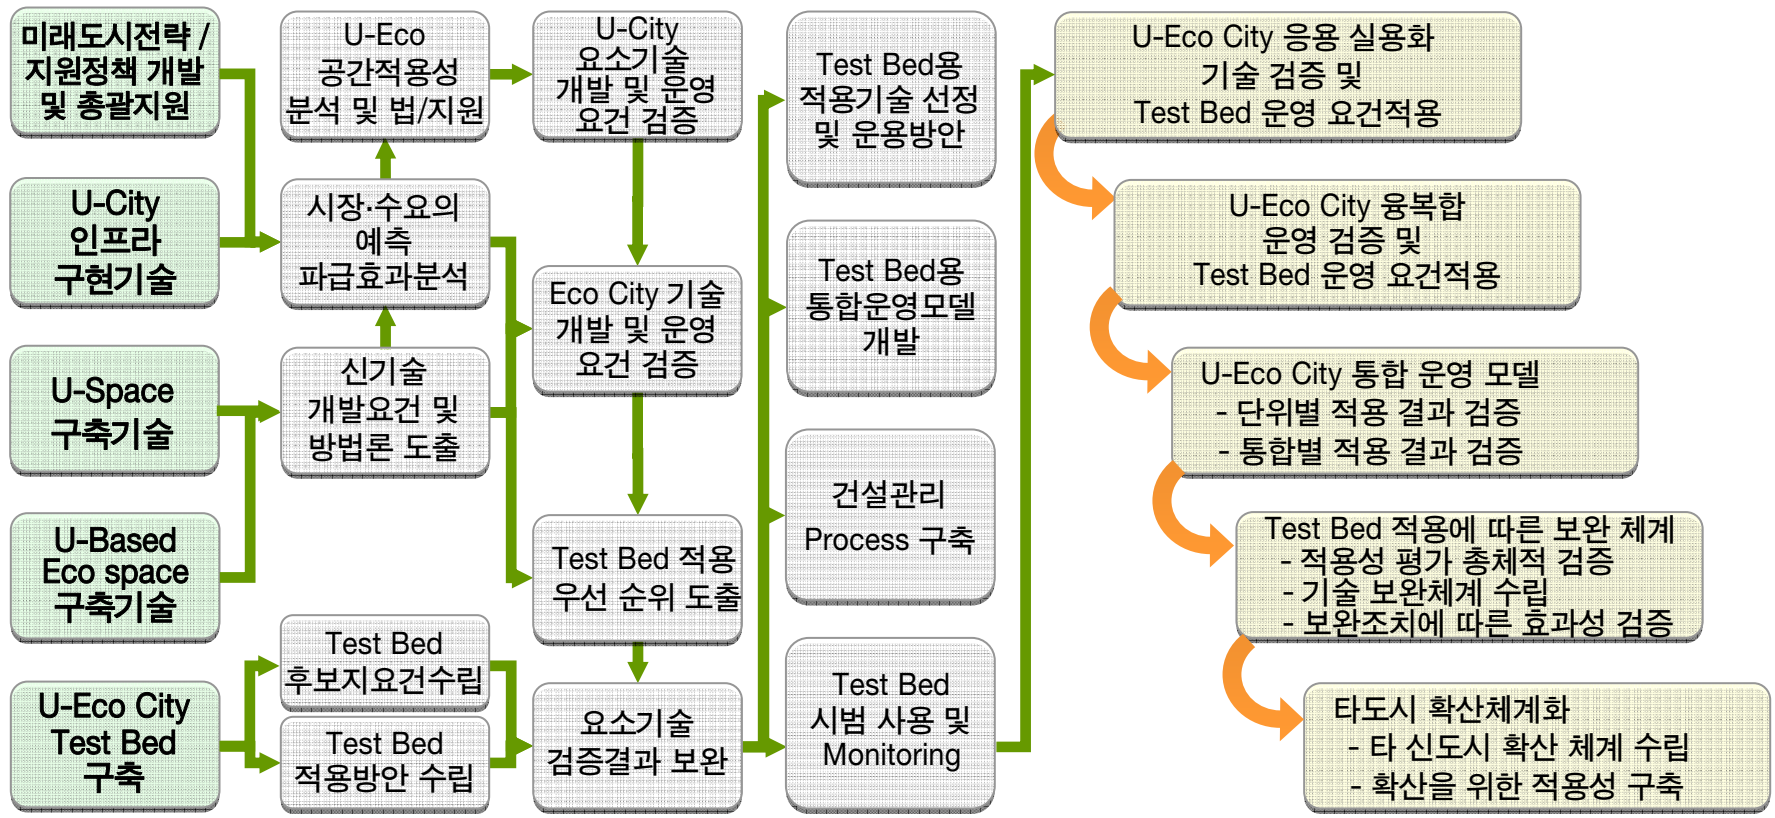 미래도시전략 /
지원정책 개발
및 총괄지원
U-City
인프라
구현기술
U-Space
구축기술
U-Based
Eco space
구축기술
U-Eco City
Test Bed
구축
U-Eco
공간적용성
분석 및 법/지원
시장·수요의
예측
파급효과분석
신기술
개발요건 및
방법론 도출
Test Bed
후보지요건수립
Test Bed
적용방안 수립
U-City
요소기술
개발 및 운영
요건 검증
Eco City 기술
개발 및 운영
요건 검증
Test Bed 적용
우선 순위 도출
요소기술
검증결과 보완
Test Bed용
적용기술 선정
및 운용방안
Test Bed용
통합운영모델
개발
건설관리
Process 구축
Test Bed
시범 사용 및
Monitoring
U-Eco City 응용 실용화
기술 검증 및
Test Bed 운영 요건적용
U-Eco City 융복합
운영 검증 및
Test Bed 운영 요건적용
U-Eco City 통합 운영 모델
- 단위별 적용 결과 검증
- 통합별 적용 결과 검증
Test Bed 적용에 따른 보완 체계
- 적용성 평가 총체적 검증
- 기술 보완체계 수립
- 보완조치에 따른 효과성 검증
타도시 확산체계화
- 타 신도시 확산 체계 수립
- 확산을 위한 적용성 구축